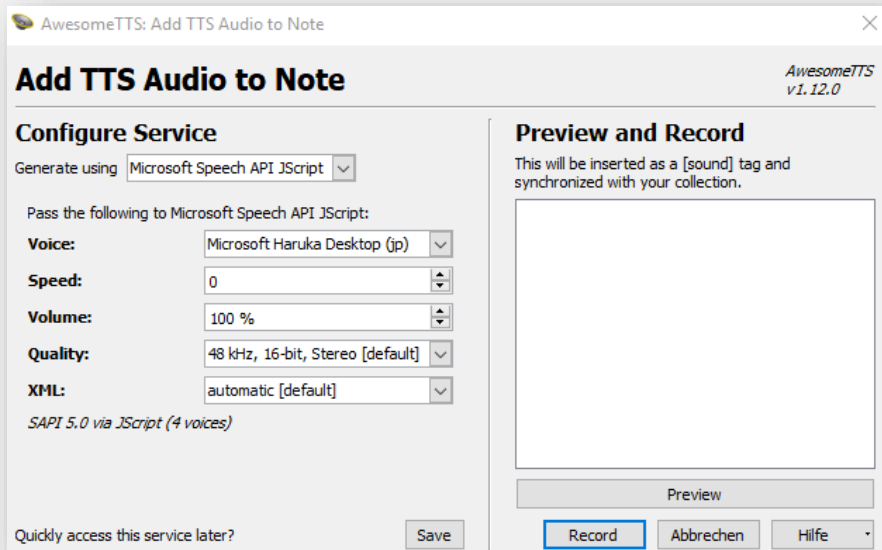 AwesomeTTS: Add TTS Audio to Note
Add TTS Audio to Note
AwesomeTTS
v1.12.0
Configure Service
Generate using Microsoft Speech API JScript
Pass the following to Microsoft Speech API JScript:
Voice: Microsoft Haruka Desktop (jp)
Speed: 0
Volume: 100 %
Quality: 48 kHz, 16-bit, Stereo [default]
XML: automatic [default]
SAPI 5.0 via JScript (4 voices)
Quickly access this service later? Save
Preview and Record
This will be inserted as a [sound] tag and
synchronized with your collection.
Preview
Record Abbrechen Hilfe